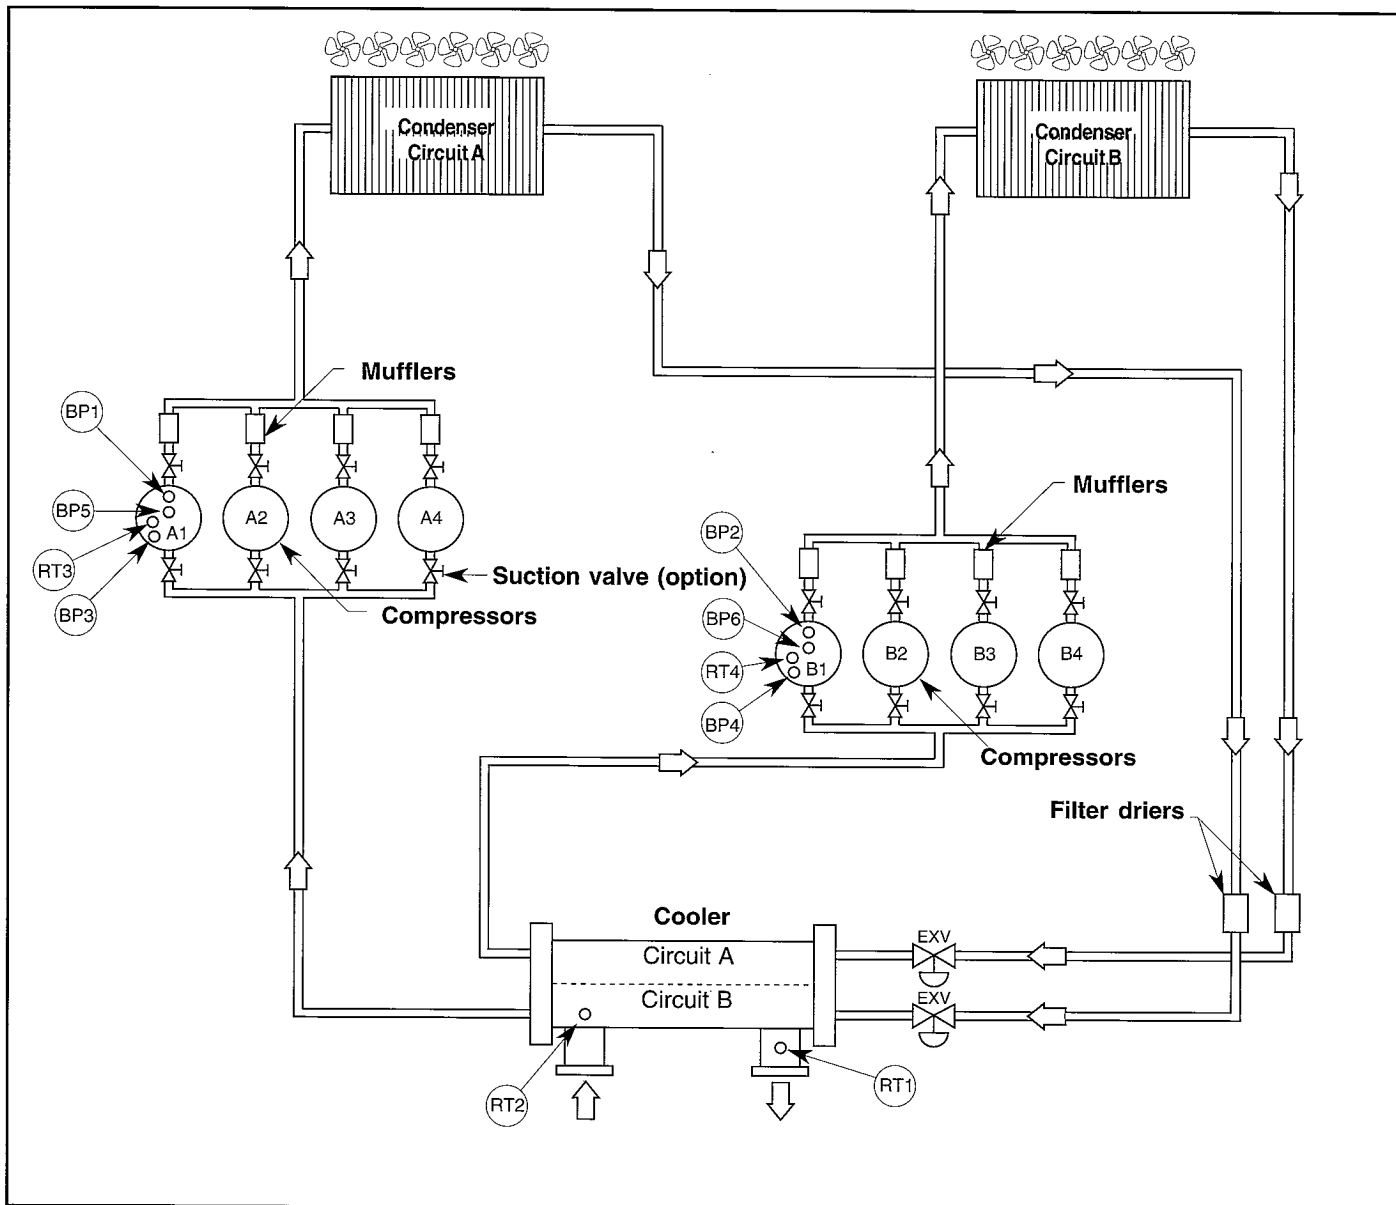 Condenser
Circuit A
Condenser
Circuit B
Mufflers
BP1
BP5
RT3
BP3
A1
A2
A3
A4
Suction valve (option)
Compressors
Mufflers
BP2
BP6
RT4
BP4
B1
B2
B3
B4
Compressors
Filter driers
Cooler
Circuit A
Circuit B
EXV
EXV
RT2
RT1